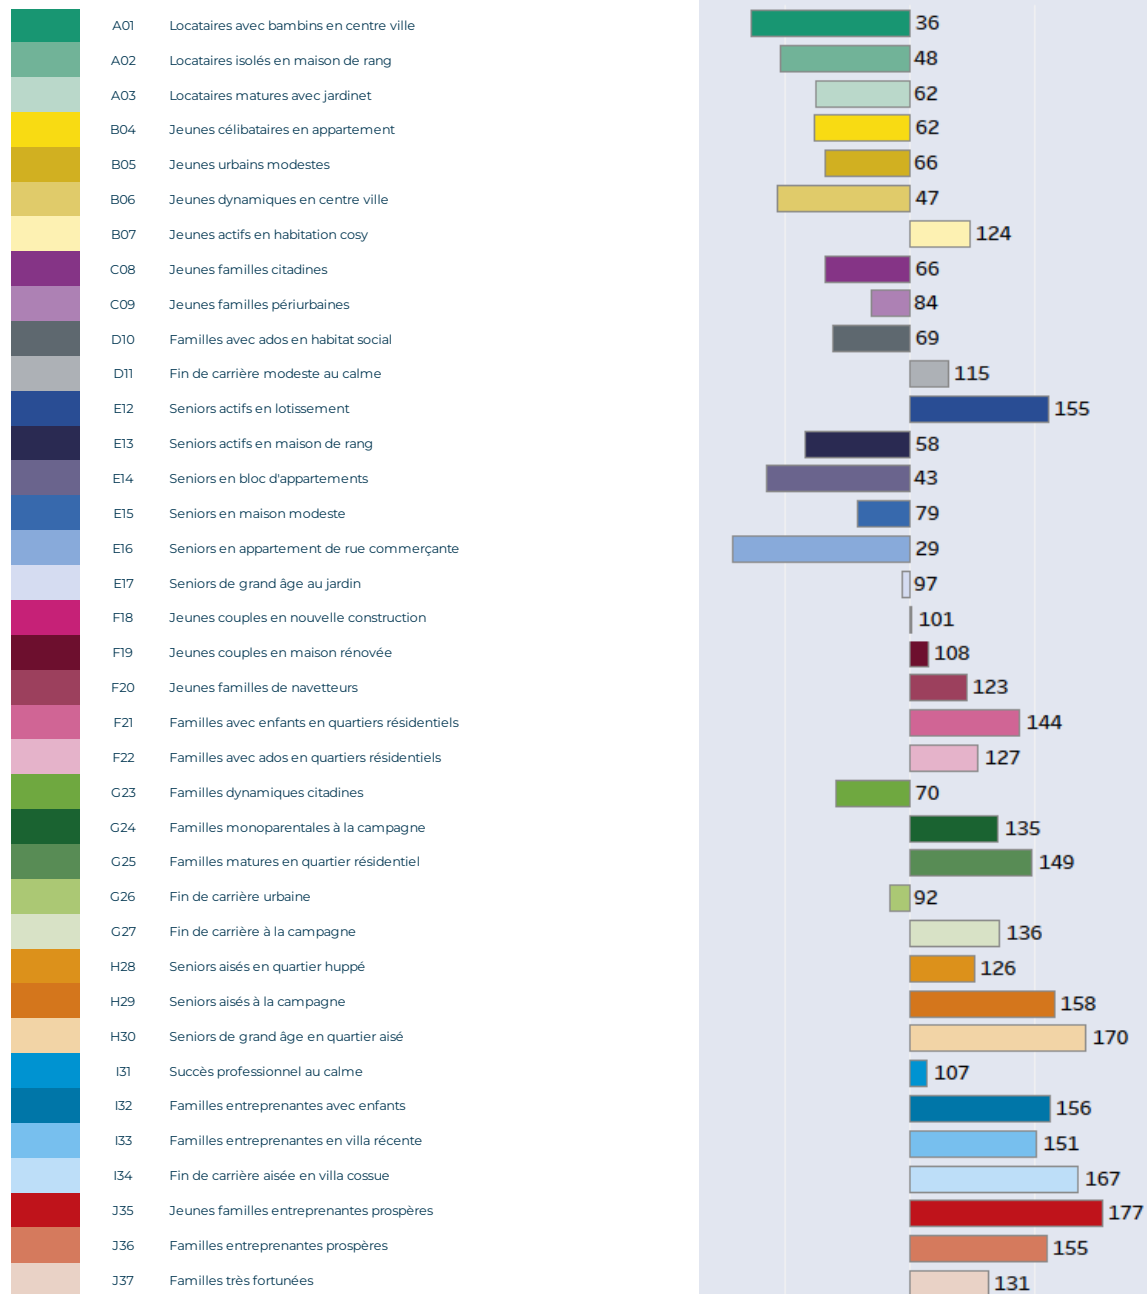 A01 Locataires avec bambins en centre ville 36
A02 Locataires isolés en maison de rang 48
A03 Locataires matures avec jardinet 62
B04 Jeunes célibataires en appartement 62
B05 Jeunes urbains modestes 66
B06 Jeunes dynamiques en centre ville 47
B07 Jeunes actifs en habitation cosy 124
C08 Jeunes familles citadines 66
C09 Jeunes familles périurbaines 84
D10 Familles avec ados en habitat social 69
D11 Fin de carrière modeste au calme 115
E12 Seniors actifs en lotissement 155
E13 Seniors actifs en maison de rang 58
E14 Seniors en bloc d'appartements 43
E15 Seniors en maison modeste 79
E16 Seniors en appartement de rue commerçante 29
E17 Seniors de grand âge au jardin 97
F18 Jeunes couples en nouvelle construction 101
F19 Jeunes couples en maison rénovée 108
F20 Jeunes familles de navetteurs 123
F21 Familles avec enfants en quartiers résidentiels 144
F22 Familles avec ados en quartiers résidentiels 127
G23 Familles dynamiques citadines 70
G24 Familles monoparentales à la campagne 135
G25 Familles matures en quartier résidentiel 149
G26 Fin de carrière urbaine 92
G27 Fin de carrière à la campagne 136
H28 Seniors aisés en quartier huppé 126
H29 Seniors aisés à la campagne 158
H30 Seniors de grand âge en quartier aisé 170
I31 Succès professionnel au calme 107
I32 Familles entreprenantes avec enfants 156
I33 Familles entreprenantes en villa récente 151
I34 Fin de carrière aisée en villa cossue 167
J35 Jeunes familles entreprenantes prospères 177
J36 Familles entreprenantes prospères 155
J37 Familles très fortunées 131